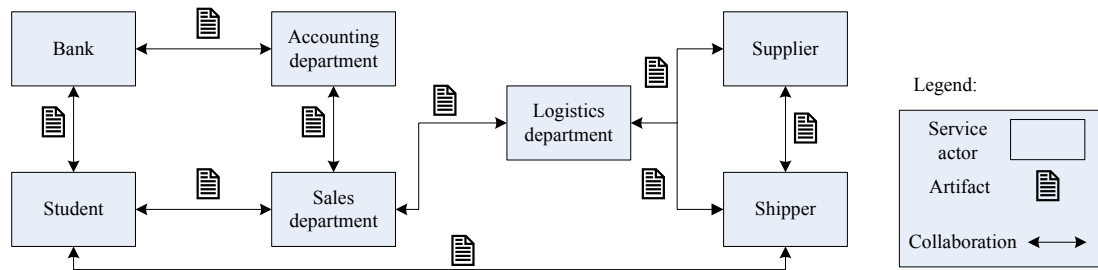 Bank
Accounting
department
Supplier
Logistics
department
Student
Sales
department
Shipper
Legend:
Service
actor
Artifact
Collaboration